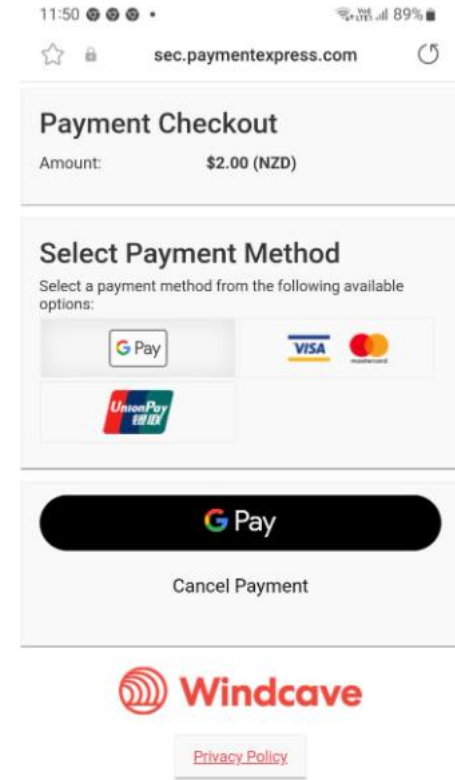 11:50 89%
sec.paymentexpress.com
Payment Checkout
Amount: $2.00 (NZD)
Select Payment Method
Select a payment method from the following available
options:
G Pay VISA mastercard
UnionPay
银联
G Pay
Cancel Payment
Windcave
Privacy Policy